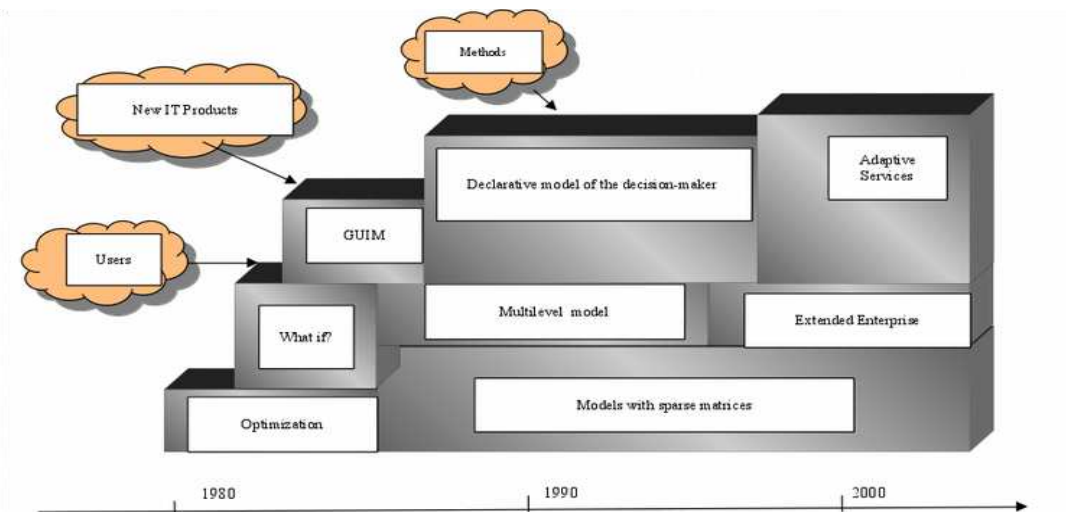 Methods
New IT Products
Declarative model of the decision-maker
Adaptive
Services
GUIM
Users
Multilevel model
Extended Enterprise
What if?
Models with sparse matrices
Optimization
1980
1990
2000